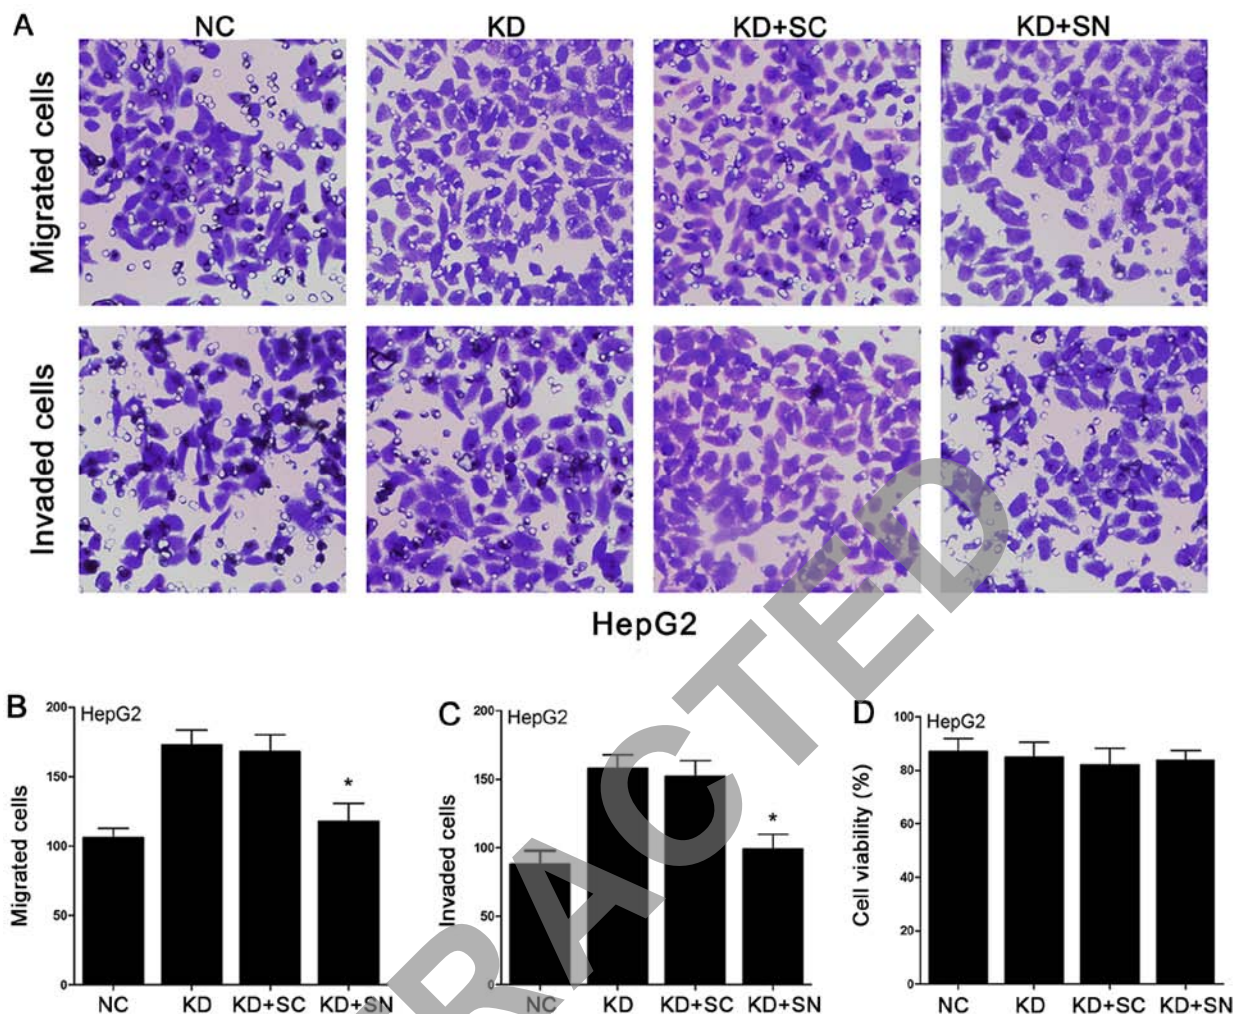 A
NC KD KD+SC KD+SN
Migrated cells
Invaded cells
HepG2
B
HepG2
Migrated cells
200
150
100
50
0
*
NC KD KD+SC KD+SN
C
HepG2
Invaded cells
200
150
100
50
0
*
NC KD KD+SC KD+SN
D
HepG2
Cell viability (%)
100
80
60
40
20
0
NC KD KD+SC KD+SN
RACTED